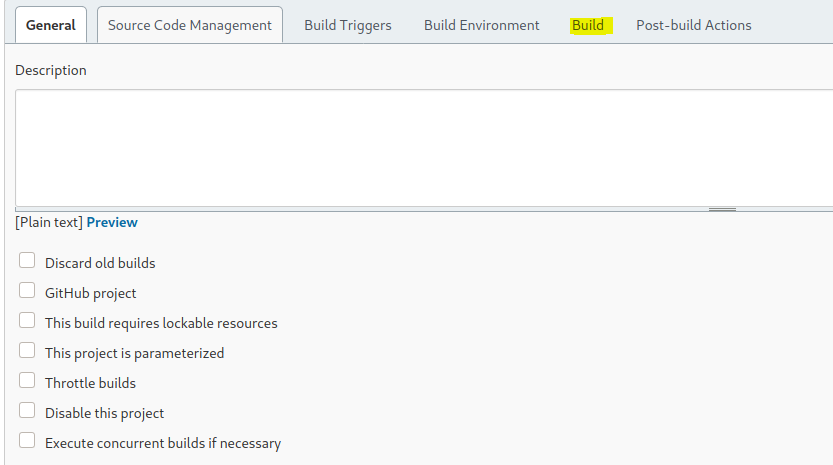 General Source Code Management Build Triggers Build Environment Build Post-build Actions
Description
[Plain text] Preview
Discard old builds
GitHub project
This build requires lockable resources
This project is parameterized
Throttle builds
Disable this project
Execute concurrent builds if necessary